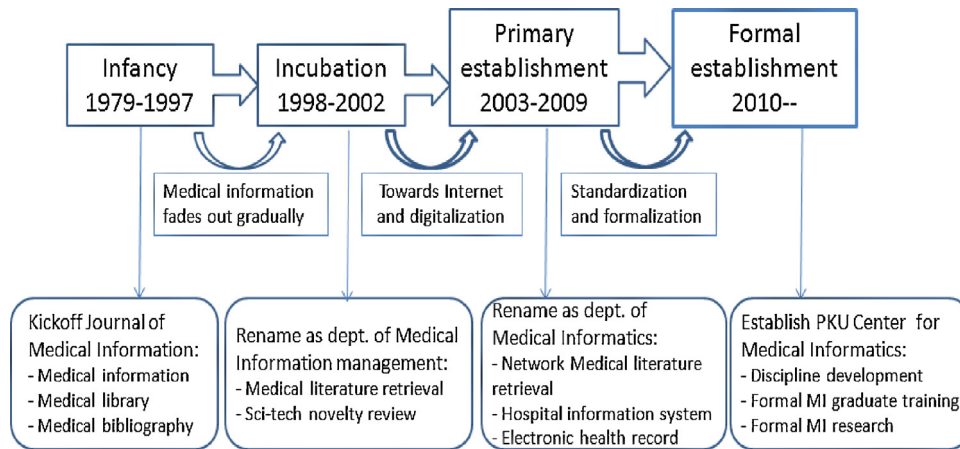 Infancy
1979-1997
Incubation
1998-2002
Primary
establishment
2003-2009
Formal
establishment
2010--
Medical information
fades out gradually
Towards Internet
and digitalization
Standardization
and formalization
Kickoff Journal of
Medical Information:
- Medical information
- Medical library
- Medical bibliography
Rename as dept. of Medical
Information management:
- Medical literature retrieval
- Sci-tech novelty review
Rename as dept. of
Medical Informatics:
- Network Medical literature
retrieval
- Hospital information system
- Electronic health record
Establish PKU Center for
Medical Informatics:
- Discipline development
- Formal MI graduate training
- Formal MI research